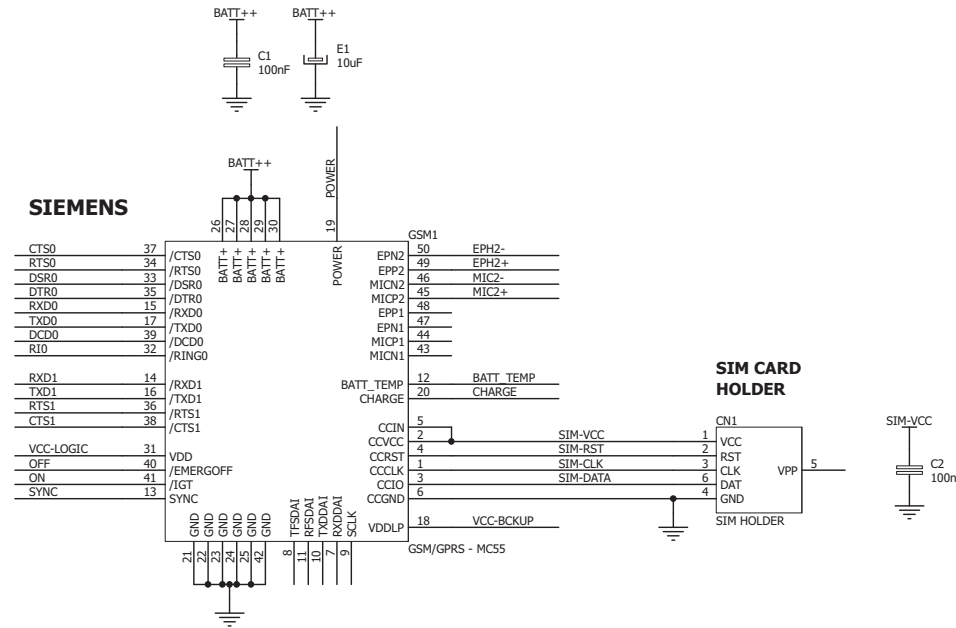 BATT++ BATT++
C1
100nF
E1
10uF
BATT++
POWER
SIEMENS
26 27 28 29 30 19
BATT+ BATT+ BATT+ BATT+ BATT+ POWER
GSM1
CTS0 37 /CTS0
RTS0 34 /RTS0
DSR0 33 /DSR0
DTR0 35 /DTR0
RXD0 15 /RXD0
TXD0 17 /TXD0
DCD0 39 /DCD0
RI0 32 /RING0
RXD1 14 /RXD1
TXD1 16 /TXD1
RTS1 36 /RTS1
CTS1 38 /CTS1
VCC-LOGIC 31 VDD
OFF 40 /EMERGOFF
ON 41 /IGT
SYNC 13 SYNC
EPN2 50 EPH2-
EPP2 49 EPH2+
MICN2 46 MIC2-
MICP2 45 MIC2+
EPP1 48
EPN1 47
MICP1 44
MICN1 43
BATT_TEMP 12 BATT_TEMP
CHARGE 20 CHARGE
CCIN 5
CCVCC 2 SIM-VCC
CCRST 4 SIM-RST
CCCLK 1 SIM-CLK
CCIO 3 SIM-DATA
CCGND 6
VDDLP 18 VCC-BCKUP
GSM/GPRS - MC55
GND GND GND GND GND GND TFSDAI RFSDAI TXDDAI RXDDAI SCLK
21 22 23 24 25 42 8 11 10 7 9
SIM CARD
HOLDER
CN1
1 VCC
2 RST
3 CLK
6 DAT
4 GND
VPP 5
SIM HOLDER
SIM-VCC
C2
100n